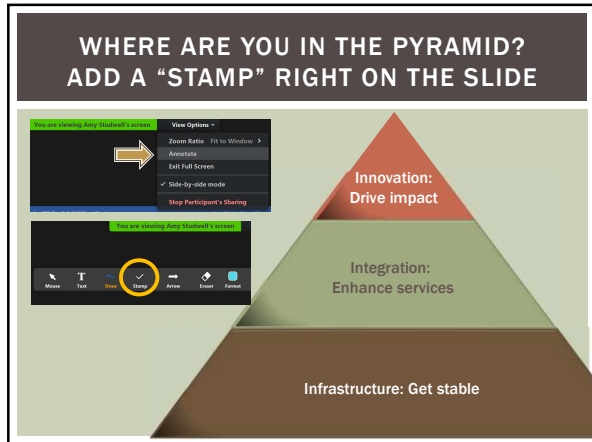 WHERE ARE YOU IN THE PYRAMID?
ADD A “STAMP” RIGHT ON THE SLIDE
You are viewing Amy Studwell's screen
View Options
Zoom Ratio Fit to Window >
Annotate
Exit Full Screen
✓ Side-by-side mode
Stop Participant's Sharing
You are viewing Amy Studwell's screen
Mouse Text Draw Stamp Arrow Eraser Format
Innovation:
Drive impact
Integration:
Enhance services
Infrastructure: Get stable